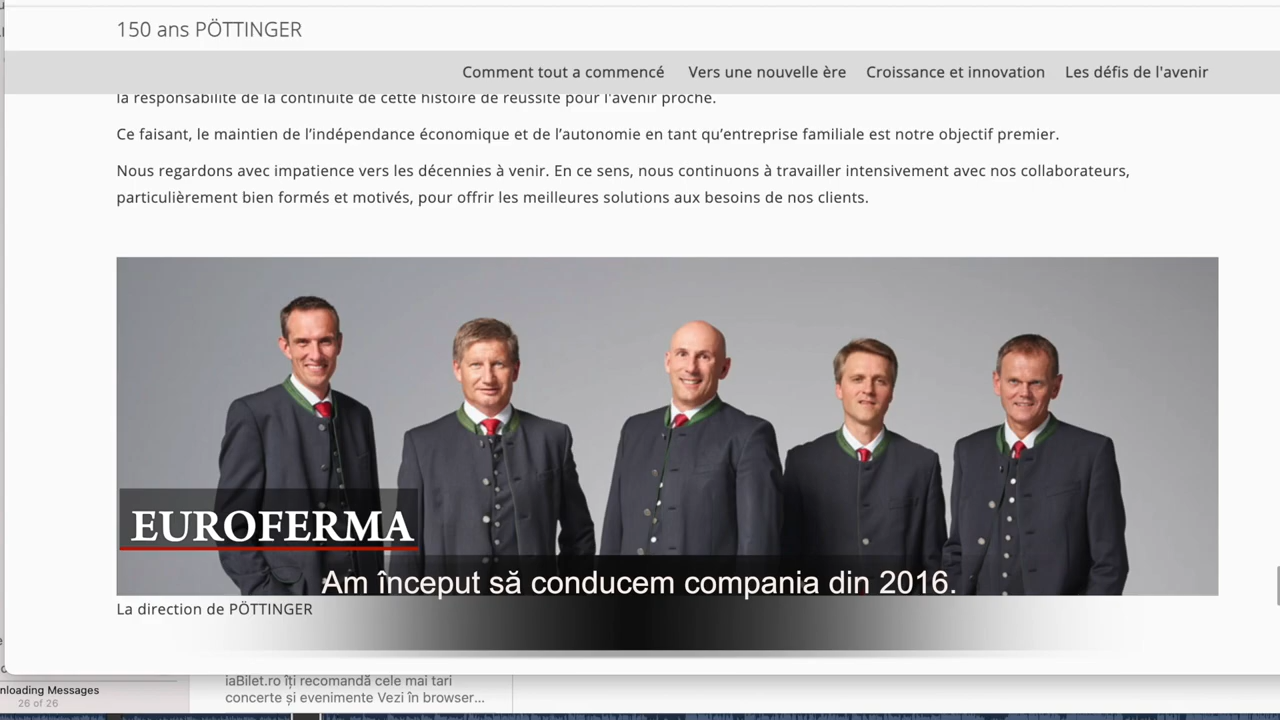 150 ans PÖTTINGER
Comment tout a commencé Vers une nouvelle ère Croissance et innovation Les défis de l'avenir
la responsabilité de la continuité de cette histoire de réussite pour l'avenir proche.
Ce faisant, le maintien de l’indépendance économique et de l’autonomie en tant qu’entreprise familiale est notre objectif premier.
Nous regardons avec impatience vers les décennies à venir. En ce sens, nous continuons à travailler intensivement avec nos collaborateurs,
particulièrement bien formés et motivés, pour offrir les meilleures solutions aux besoins de nos clients.
EUROFERMA
Am început să conducem compania din 2016.
La direction de PÖTTINGER
nloading Messages
26 of 26
iaBilet.ro îți recomandă cele mai tari
concerte și evenimente Vezi în browser...